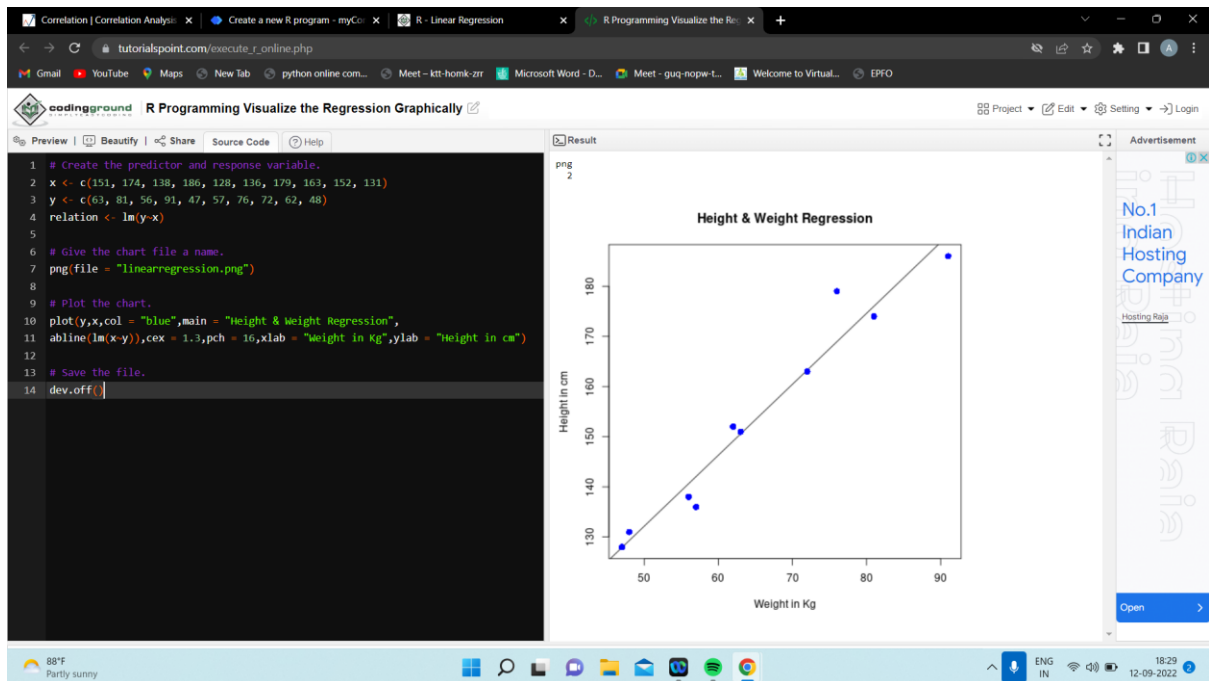 Correlation | Correlation Analysis
Create a new R program - myCo
R - Linear Regression
R Programming Visualize the Reg
tutorialspoint.com/execute_r_online.php
Gmail YouTube Maps New Tab python online com... Meet – ktt-homk-zrr Microsoft Word - D... Meet - guq-nopw-t... Welcome to Virtual... EPFO
codingground R Programming Visualize the Regression Graphically
SIMPLEASYCODING
Project Edit Setting Login
Preview | Beautify | Share Source Code Help
1 # Create the predictor and response variable.
2 x <- c(151, 174, 138, 186, 128, 136, 179, 163, 152, 131)
3 y <- c(63, 81, 56, 91, 47, 57, 76, 72, 62, 48)
4 relation <- lm(y~x)
5
6 # Give the chart file a name.
7 png(file = "linearregression.png")
8
9 # Plot the chart.
10 plot(y,x,col = "blue",main = "Height & Weight Regression",
11 abline(lm(x~y)),cex = 1.3,pch = 16,xlab = "Weight in Kg",ylab = "Height in cm")
12
13 # Save the file.
14 dev.off()
Result
png
2
Height & Weight Regression
Height in cm
180
170
160
150
140
130
50 60 70 80 90
Weight in Kg
Advertisement
No.1
Indian
Hosting
Company
Hosting Raja
Open
88°F
Partly sunny
ENG
IN
18:29
12-09-2022
2